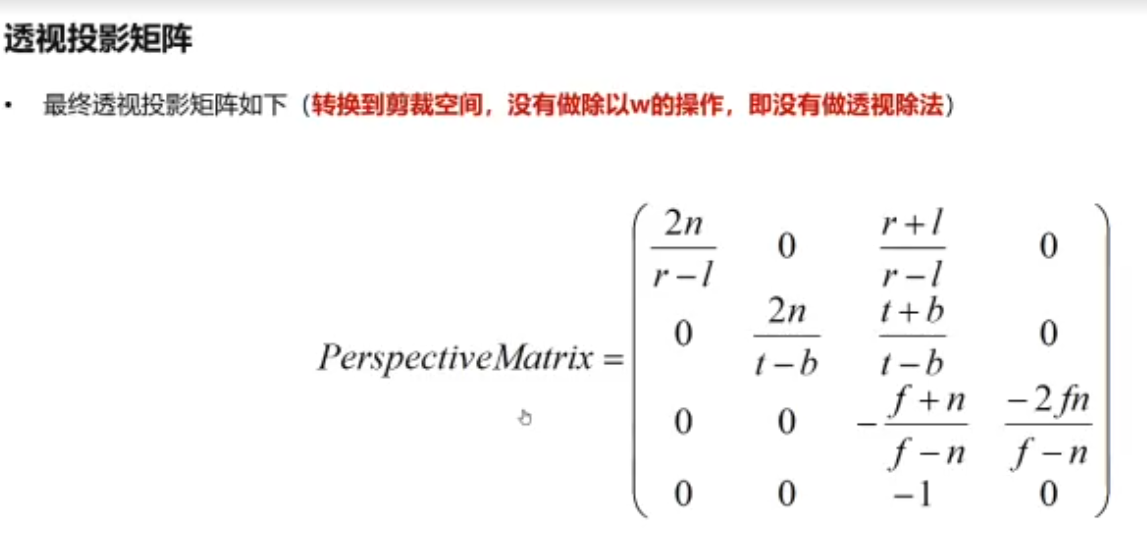 透视投影矩阵
• 最终透视投影矩阵如下（转换到剪裁空间，没有做除以w的操作，即没有做透视除法）
PerspectiveMatrix = \begin{pmatrix} \frac{2n}{r-l} & 0 & \frac{r+l}{r-l} & 0 \\ 0 & \frac{2n}{t-b} & \frac{t+b}{t-b} & 0 \\ 0 & 0 & -\frac{f+n}{f-n} & \frac{-2fn}{f-n} \\ 0 & 0 & -1 & 0 \end{pmatrix}